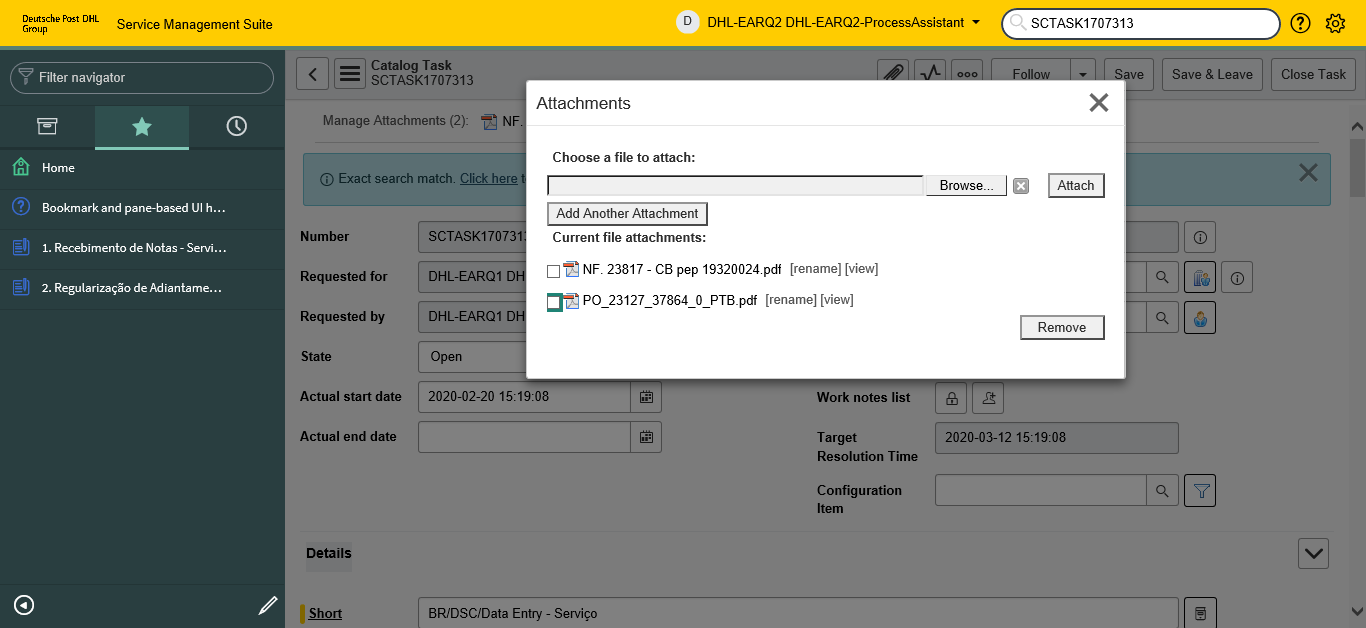 Deutsche Post DHL
Group
Service Management Suite
D
DHL-EARQ2 DHL-EARQ2-ProcessAssistant
SCTASK1707313
Filter navigator
Home
Bookmark and pane-based UI h...
1. Recebimento de Notas - Servi...
2. Regularização de Adiantame...
Catalog Task
SCTASK1707313
Follow
Save
Save & Leave
Close Task
Manage Attachments (2):
NF.
Exact search match. Click here
Attachments
Choose a file to attach:
Browse...
Attach
Add Another Attachment
Current file attachments:
NF. 23817 - CB pep 19320024.pdf [rename] [view]
PO_23127_37864_0_PTB.pdf [rename] [view]
Remove
Number
SCTASK1707313
Requested for
DHL-EARQ1 DH
Requested by
DHL-EARQ1 DH
State
Open
Actual start date
2020-02-20 15:19:08
Actual end date
Work notes list
Target
Resolution Time
2020-03-12 15:19:08
Configuration
Item
Details
Short
BR/DSC/Data Entry - Serviço